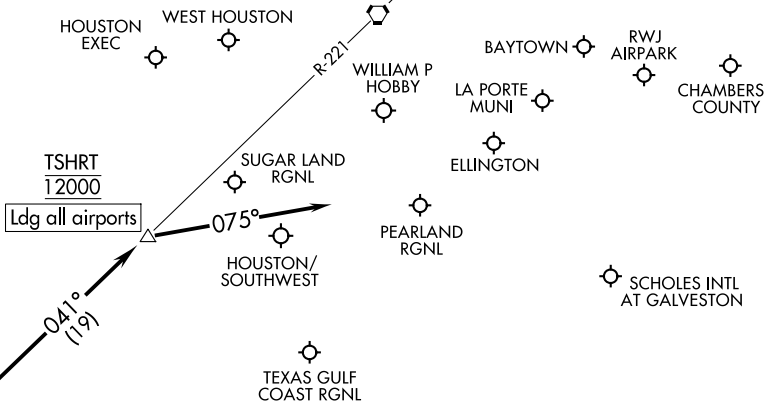 HOUSTON
EXEC
WEST HOUSTON
R-221
WILLIAM P
HOBBY
BAYTOWN
RWJ
AIRPARK
LA PORTE
MUNI
CHAMBERS
COUNTY
ELLINGTON
TSHRT
12000
Ldg all airports
SUGAR LAND
RGNL
075°
HOUSTON/
SOUTHWEST
PEARLAND
RGNL
SCHOLES INTL
AT GALVESTON
041°
(19)
TEXAS GULF
COAST RGNL